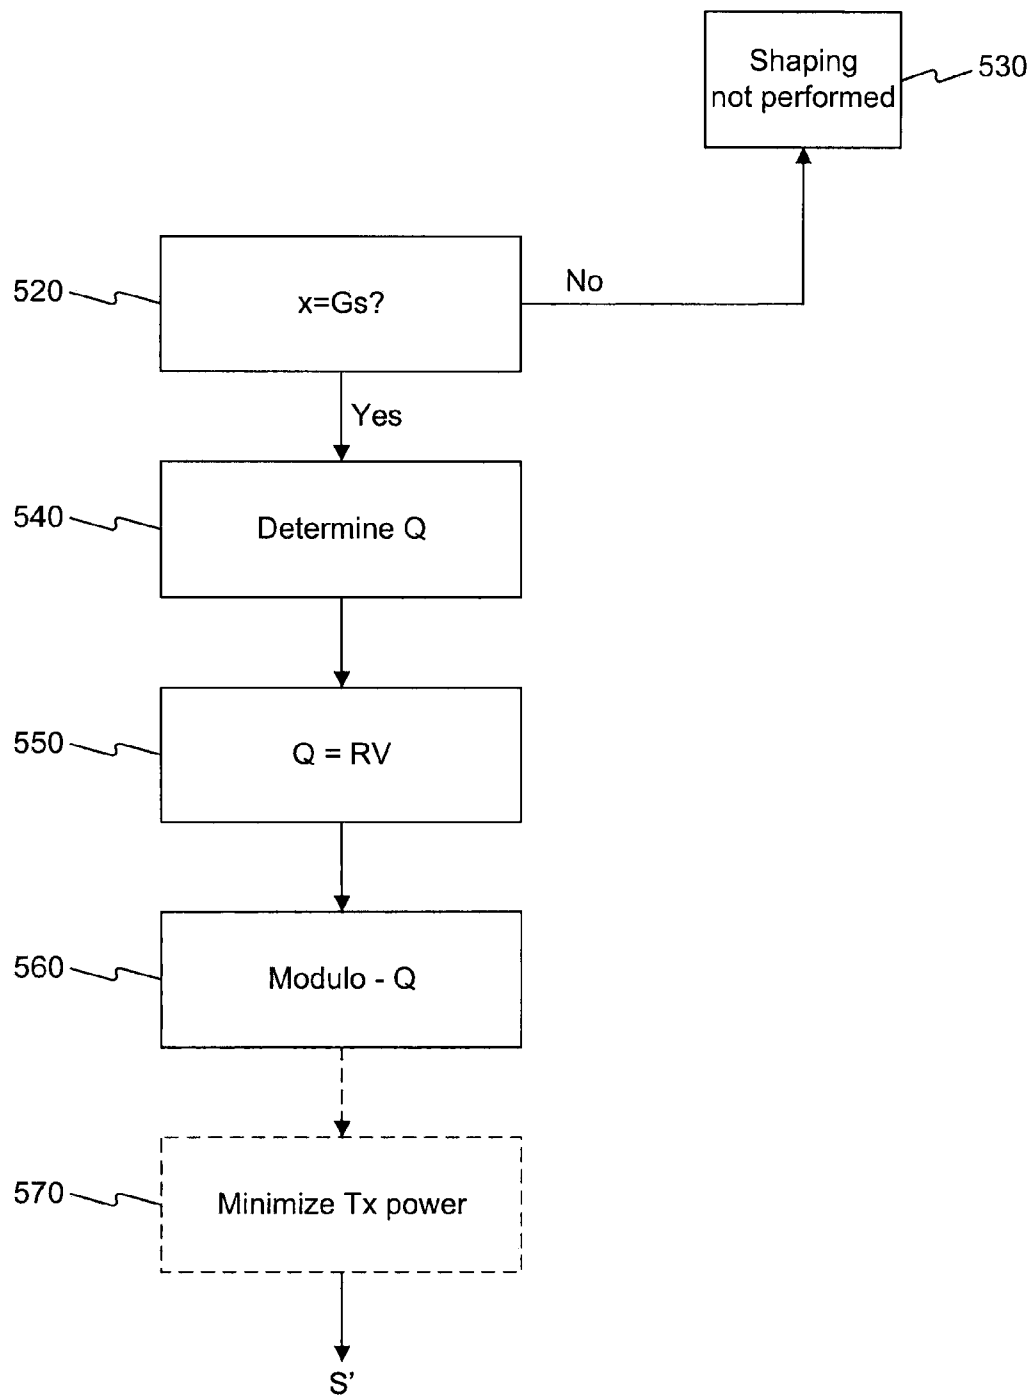 Shaping
not performed
530
520
x=Gs?
No
Yes
540
Determine Q
550
Q = RV
560
Modulo - Q
570
Minimize Tx power
S'